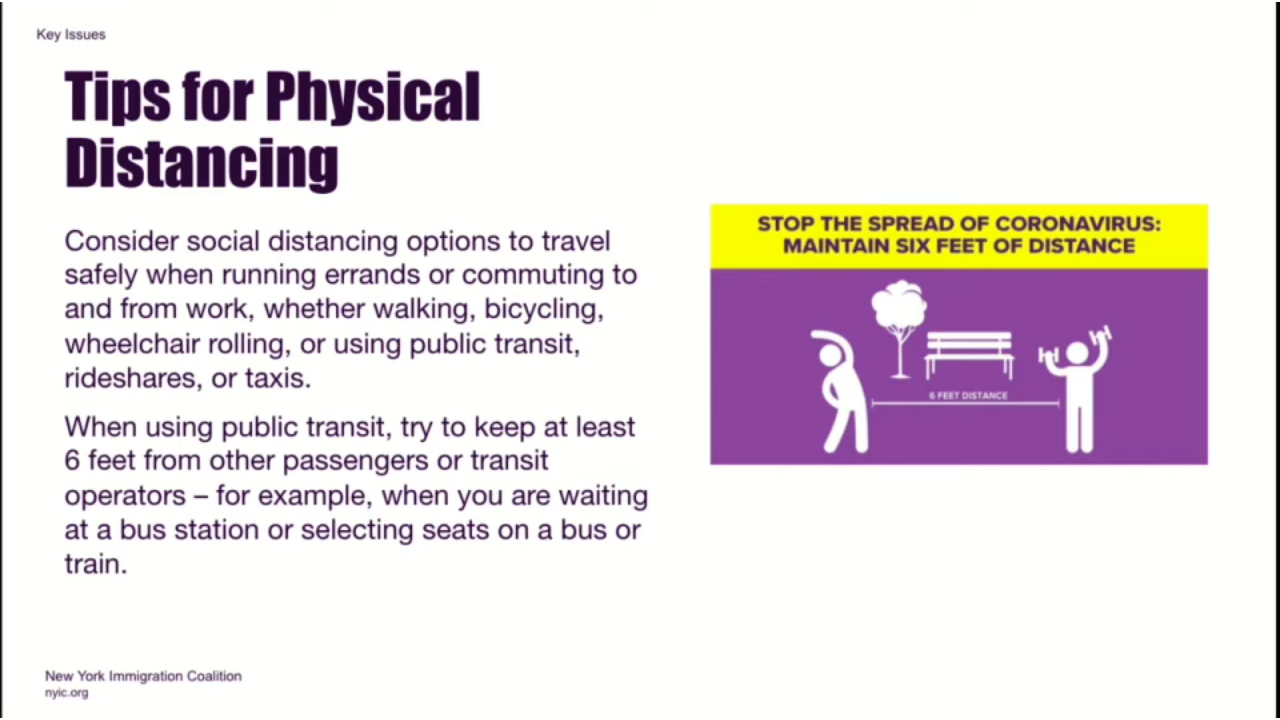 Key Issues
Tips for Physical
Distancing
Consider social distancing options to travel
safely when running errands or commuting to
and from work, whether walking, bicycling,
wheelchair rolling, or using public transit,
rideshares, or taxis.
When using public transit, try to keep at least
6 feet from other passengers or transit
operators – for example, when you are waiting
at a bus station or selecting seats on a bus or
train.
STOP THE SPREAD OF CORONAVIRUS:
MAINTAIN SIX FEET OF DISTANCE
6 FEET DISTANCE
New York Immigration Coalition
nyic.org